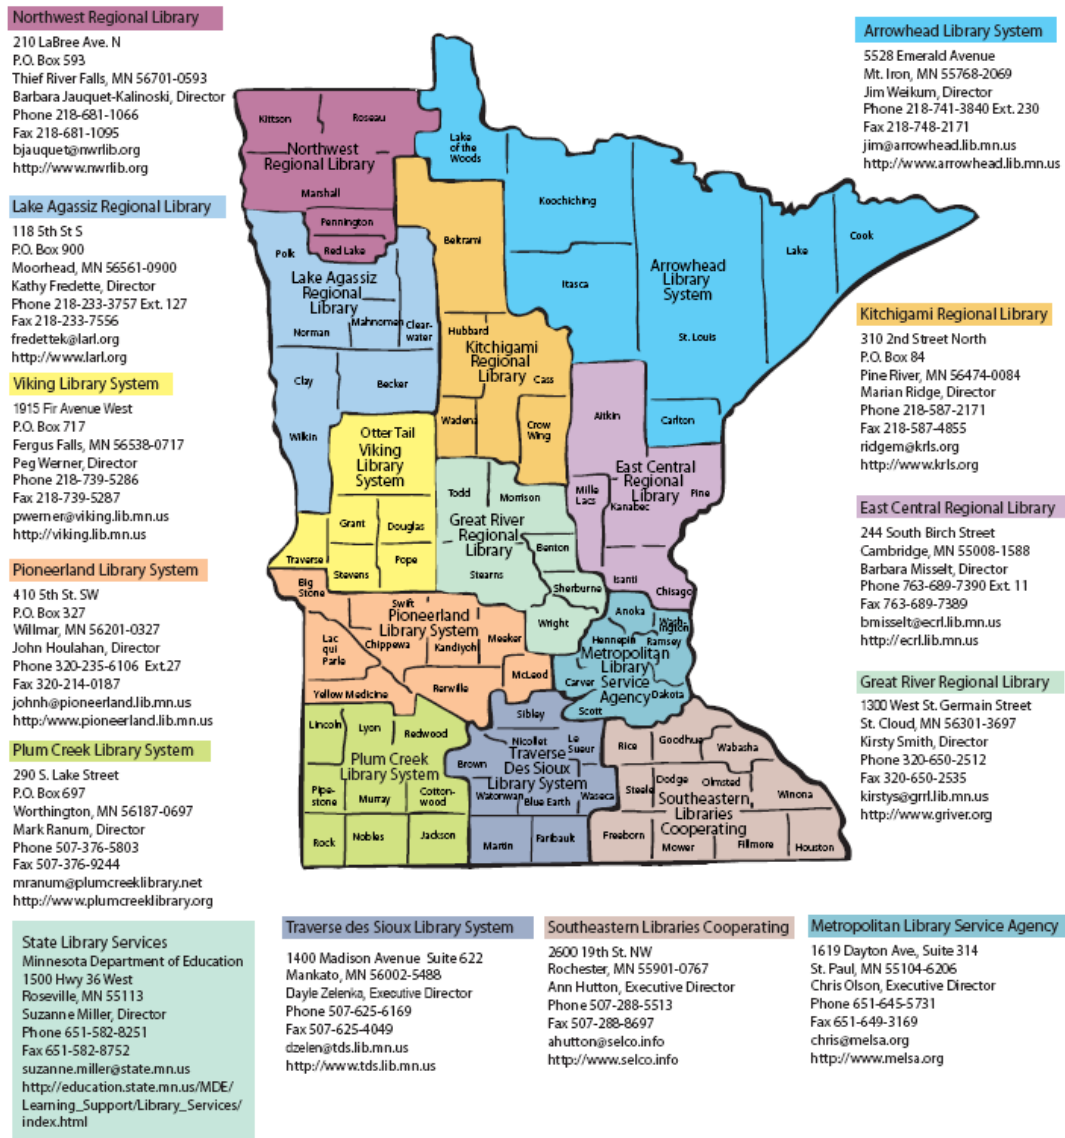 Northwest Regional Library
210 LaBree Ave. N
P.O. Box 593
Thief River Falls, MN 56701-0593
Barbara Jauquet-Kalinoski, Director
Phone 218-681-1066
Fax 218-681-1095
bjauquet@nwrlib.org
http://www.nwrlib.org
Lake Agassiz Regional Library
118 5th St S
P.O. Box 900
Moorhead, MN 56561-0900
Kathy Fredette, Director
Phone 218-233-3757 Ext. 127
Fax 218-233-7556
fredettek@larl.org
http://www.larl.org
Viking Library System
1915 Fir Avenue West
P.O. Box 717
Fergus Falls, MN 56538-0717
Peg Werner, Director
Phone 218-739-5286
Fax 218-739-5287
pwerner@viking.lib.mn.us
http://viking.lib.mn.us
Pioneerland Library System
410 5th St. SW
P.O. Box 327
Willmar, MN 56201-0327
John Houlahan, Director
Phone 320-235-6106 Ext.27
Fax 320-214-0187
johnh@pioneerland.lib.mn.us
http://www.pioneerland.lib.mn.us
Plum Creek Library System
290 S. Lake Street
P.O. Box 697
Worthington, MN 56187-0697
Mark Ranum, Director
Phone 507-376-5803
Fax 507-376-9244
mranum@plumcreeklibrary.net
http://www.plumcreeklibrary.org
State Library Services
Minnesota Department of Education
1500 Hwy 36 West
Roseville, MN 55113
Suzanne Miller, Director
Phone 651-582-8251
Fax 651-582-8752
suzanne.miller@state.mn.us
http://education.state.mn.us/MDE/
Learning_Support/Library_Services/
index.html
Kittson
Roseau
Northwest
Regional Library
Marshall
Pennington
Red Lake
Lake
of the
Woods
Koochiching
Itasca
Arrowhead
Library
System
St. Louis
Lake
Cook
Carlton
Polk
Lake Agassiz
Regional
Library
Norman
Mahnomen
Clear-
water
Clay
Becker
Wilkin
Beltrami
Hubbard
Kitchigami
Regional
Library
Cass
Wadena
Crow
Wing
Otter Tail
Viking
Library
System
Grant
Douglas
Traverse
Stevens
Pope
Aitkin
East Central
Regional
Library
Mille
Lacs
Kanabec
Pine
Isanti
Chisago
Todd
Morrison
Great River
Regional
Library
Benton
Stearns
Sherburne
Wright
Big
Stone
Swift
Pioneerland
Library System
Lac
qui
Parle
Chippewa
Kandiyohi
Meeker
McLeod
Renville
Yellow Medicine
Anoka
Wash-
ington
Hennepin
Ramsey
Metropolitan
Library
Service
Agency
Carver
Dakota
Scott
Lincoln
Lyon
Redwood
Plum Creek
Library System
Pipe-
stone
Murray
Cotton-
wood
Rock
Nobles
Jackson
Sibley
Nicollet
Le
Sueur
Brown
Traverse
Des Sioux
Library System
Watonwan
Blue Earth
Waseca
Martin
Faribault
Rice
Goodhue
Wabasha
Steele
Dodge
Olmsted
Winona
Southeastern
Libraries
Cooperating
Freeborn
Mower
Fillmore
Houston
Arrowhead Library System
5528 Emerald Avenue
Mt. Iron, MN 55768-2069
Jim Weikum, Director
Phone 218-741-3840 Ext. 230
Fax 218-748-2171
jim@arrowhead.lib.mn.us
http://www.arrowhead.lib.mn.us
Kitchigami Regional Library
310 2nd Street North
P.O. Box 84
Pine River, MN 56474-0084
Marian Ridge, Director
Phone 218-587-2171
Fax 218-587-4855
ridgem@krls.org
http://www.krls.org
East Central Regional Library
244 South Birch Street
Cambridge, MN 55008-1588
Barbara Misselt, Director
Phone 763-689-7390 Ext. 11
Fax 763-689-7389
bmisselt@ecrl.lib.mn.us
http://ecrl.lib.mn.us
Great River Regional Library
1300 West St. Germain Street
St. Cloud, MN 56301-3697
Kirsty Smith, Director
Phone 320-650-2512
Fax 320-650-2535
kirstys@grrl.lib.mn.us
http://www.griver.org
Traverse des Sioux Library System
1400 Madison Avenue Suite 622
Mankato, MN 56002-5488
Dayle Zelenka, Executive Director
Phone 507-625-6169
Fax 507-625-4049
dzelen@tds.lib.mn.us
http://www.tds.lib.mn.us
Southeastern Libraries Cooperating
2600 19th St. NW
Rochester, MN 55901-0767
Ann Hutton, Executive Director
Phone 507-288-5513
Fax 507-288-8697
ahutton@selco.info
http://www.selco.info
Metropolitan Library Service Agency
1619 Dayton Ave., Suite 314
St. Paul, MN 55104-6206
Chris Olson, Executive Director
Phone 651-645-5731
Fax 651-649-3169
chris@melsa.org
http://www.melsa.org